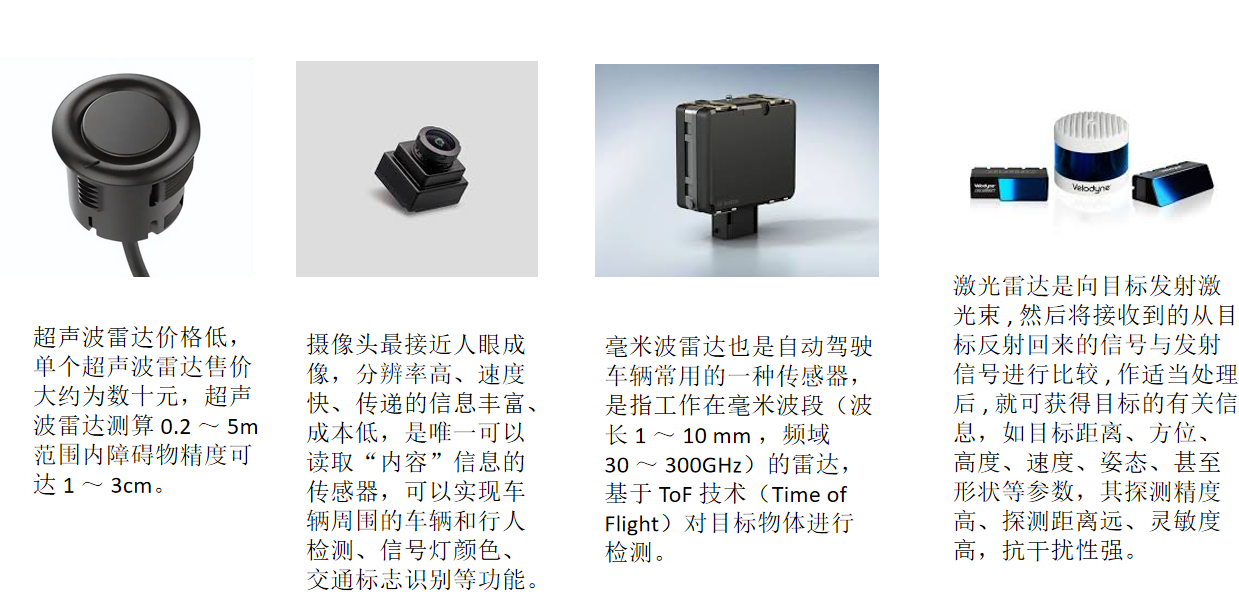 Velodyne
Velodyne
超声波雷达价格低，
单个超声波雷达售价
大约为数十元，超声
波雷达测算 0.2 ～ 5m
范围内障碍物精度可
达 1 ～ 3cm。
摄像头最接近人眼成
像，分辨率高、速度
快、传递的信息丰富、
成本低，是唯一可以
读取“内容”信息的
传感器，可以实现车
辆周围的车辆和行人
检测、信号灯颜色、
交通标志识别等功能。
毫米波雷达也是自动驾驶
车辆常用的一种传感器，
是指工作在毫米波段（波
长 1 ～ 10 mm ，频域
30 ～ 300GHz）的雷达，
基于 ToF 技术（Time of
Flight）对目标物体进行
检测。
激光雷达是向目标发射激
光束 , 然后将接收到的从目
标反射回来的信号与发射
信号进行比较 , 作适当处理
后 , 就可获得目标的有关信
息，如目标距离、方位、
高度、速度、姿态、甚至
形状等参数，其探测精度
高、探测距离远、灵敏度
高，抗干扰性强。